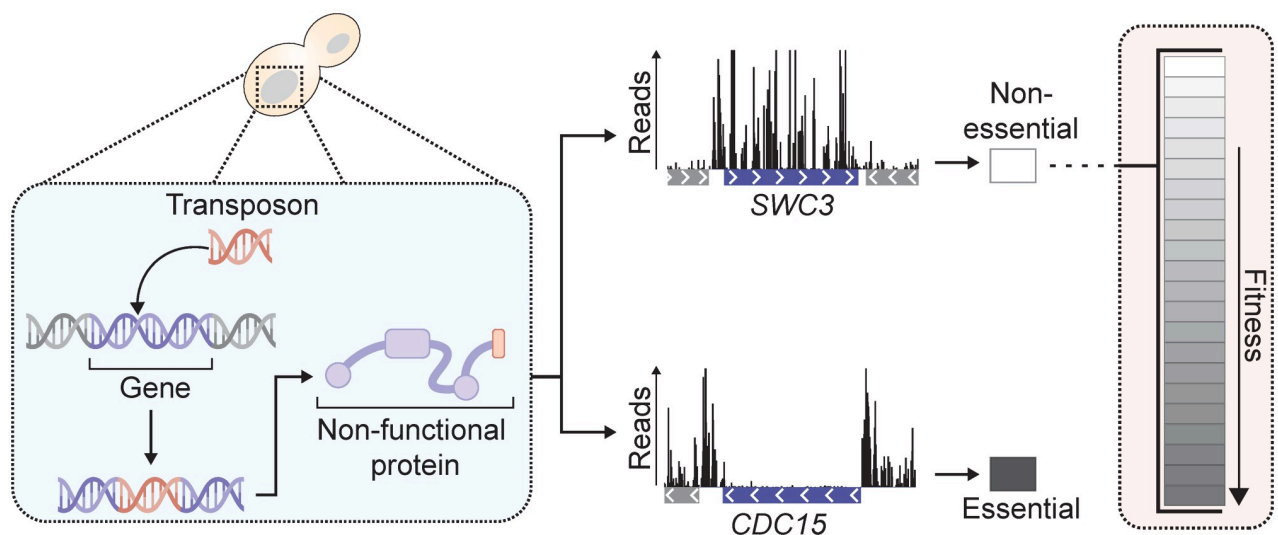 Transposon
Gene
Non-functional
protein
Reads
SWC3
Non-
essential
Reads
CDC15
Essential
Fitness